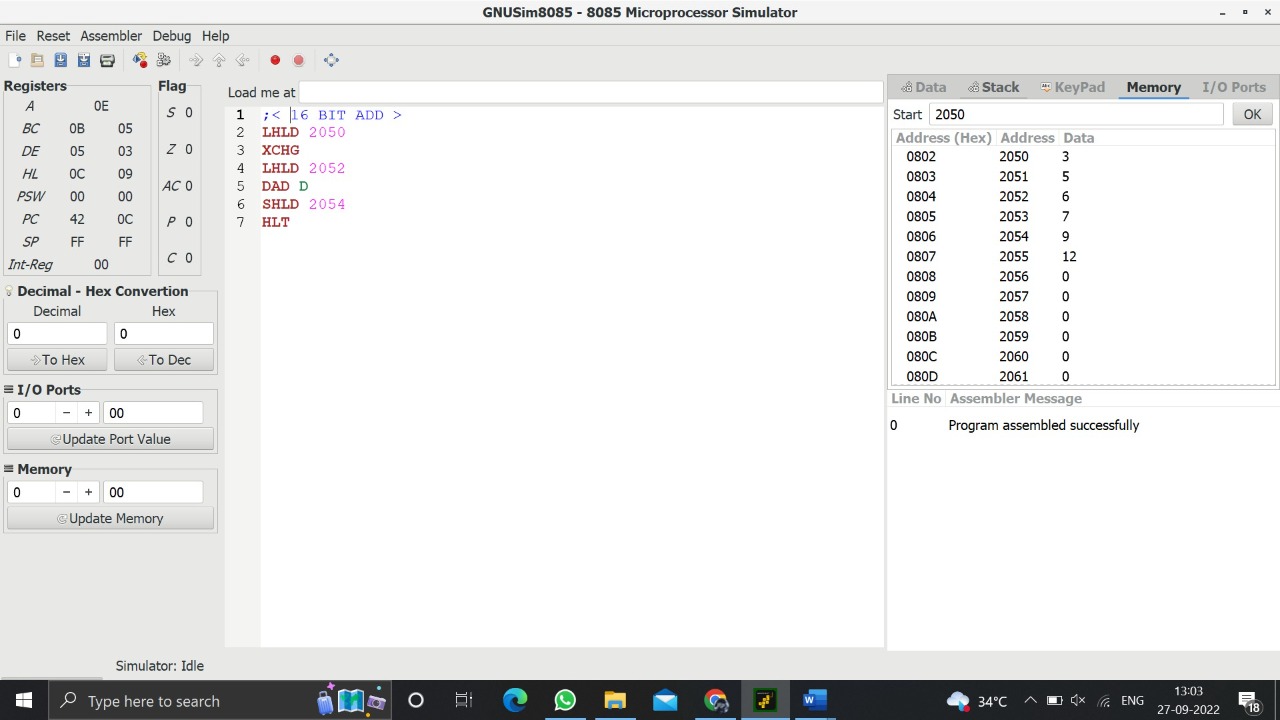 GNUSim8085 - 8085 Microprocessor Simulator
File Reset Assembler Debug Help
Registers
A 0E
BC 0B 05
DE 05 03
HL 0C 09
PSW 00 00
PC 42 0C
SP FF FF
Int-Reg 00
Flag
S 0
Z 0
AC 0
P 0
C 0
Decimal - Hex Convertion
Decimal Hex
0 0
To Hex To Dec
I/O Ports
0 - + 00
Update Port Value
Memory
0 - + 00
Update Memory
Simulator: Idle
Load me at
1 ;< 16 BIT ADD >
2 LHLD 2050
3 XCHG
4 LHLD 2052
5 DAD D
6 SHLD 2054
7 HLT
Data Stack KeyPad Memory I/O Ports
Start 2050 OK
Address (Hex) Address Data
0802 2050 3
0803 2051 5
0804 2052 6
0805 2053 7
0806 2054 9
0807 2055 12
0808 2056 0
0809 2057 0
080A 2058 0
080B 2059 0
080C 2060 0
080D 2061 0
Line No Assembler Message
0 Program assembled successfully
Type here to search
34°C ENG
13:03
27-09-2022
18